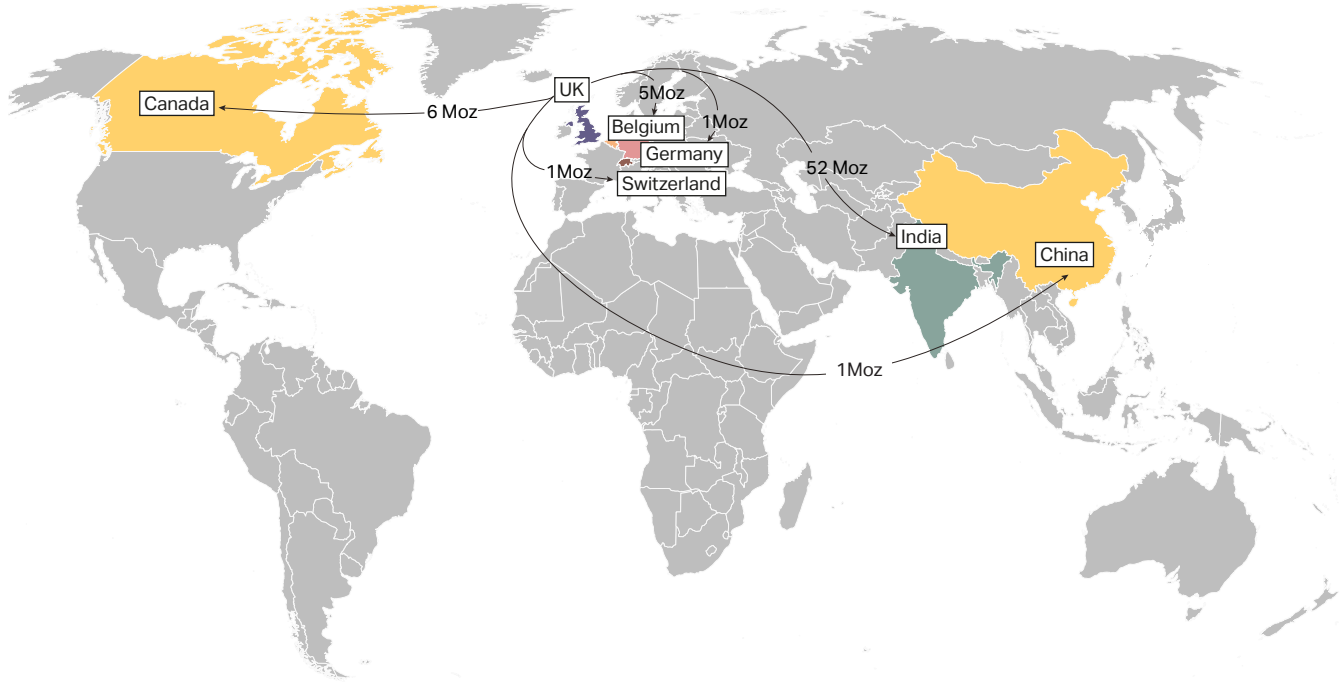 UK
Canada
6 Moz
5Moz
Belgium
1Moz
Germany
1Moz
Switzerland
52 Moz
India
China
1Moz